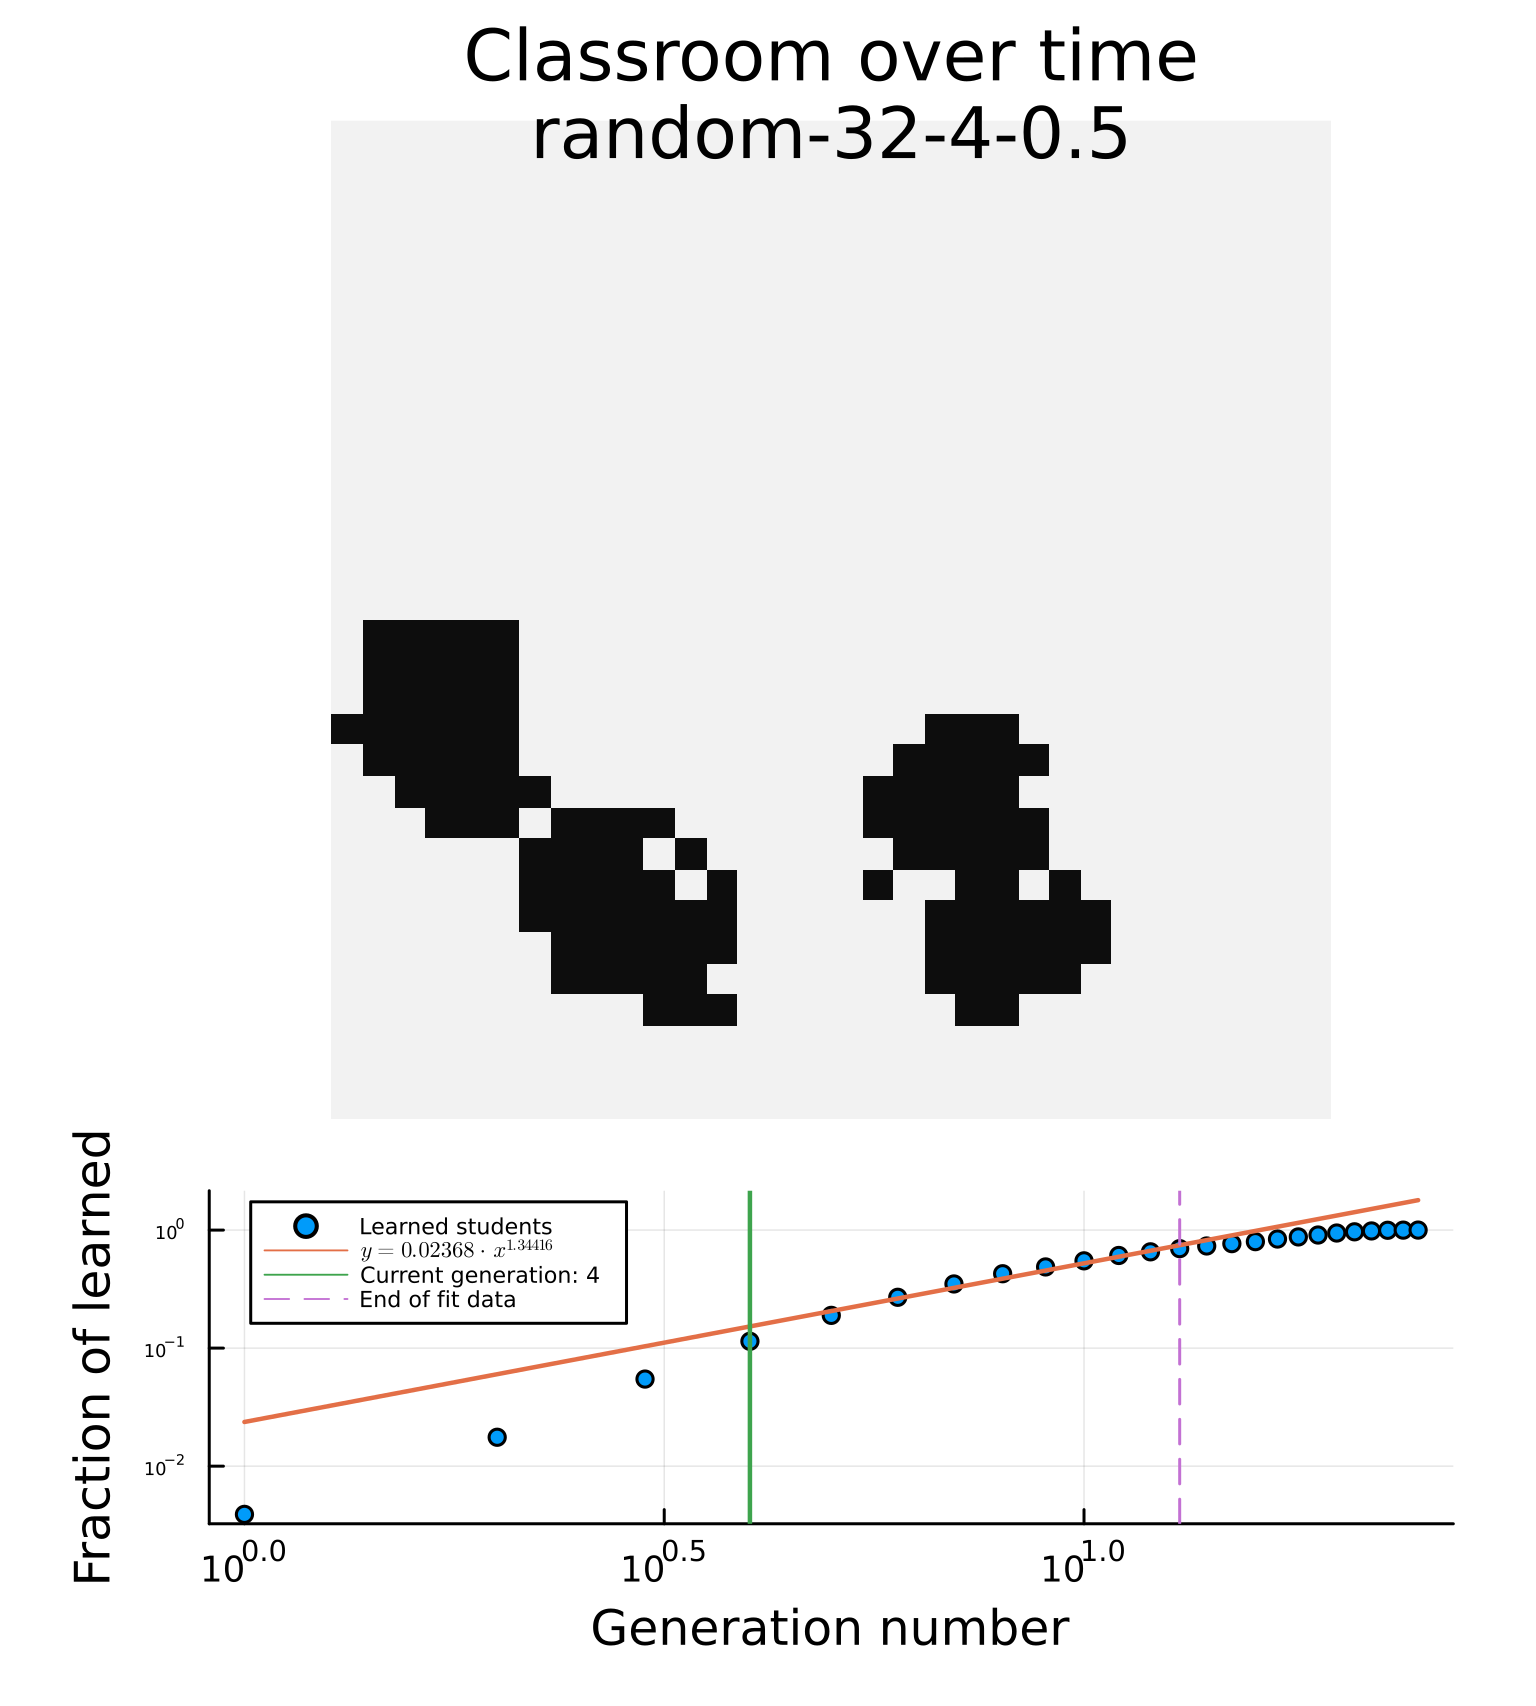 Classroom over time
random-32-4-0.5
Fraction of learned
10⁰
10⁻¹
10⁻²
Learned students
y = 0.02368 · x^1.34416
Current generation: 4
End of fit data
10^0.0 10^0.5 10^1.0
Generation number